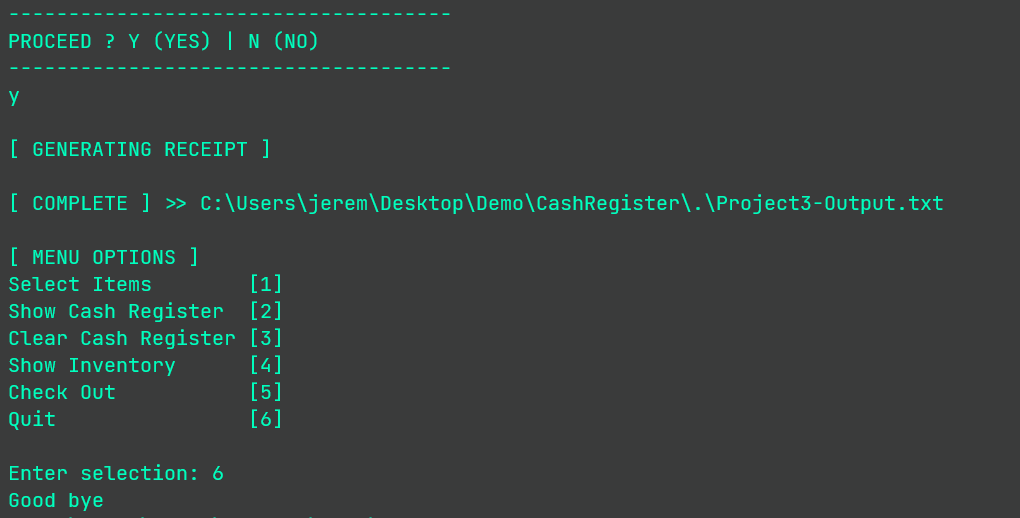 -------------------------------------
PROCEED ? Y (YES) | N (NO)
-------------------------------------
y
[ GENERATING RECEIPT ]
[ COMPLETE ] >> C:\Users\jerem\Desktop\Demo\CashRegister\.\Project3-Output.txt
[ MENU OPTIONS ]
Select Items        [1]
Show Cash Register  [2]
Clear Cash Register [3]
Show Inventory      [4]
Check Out           [5]
Quit                [6]
Enter selection: 6
Good bye